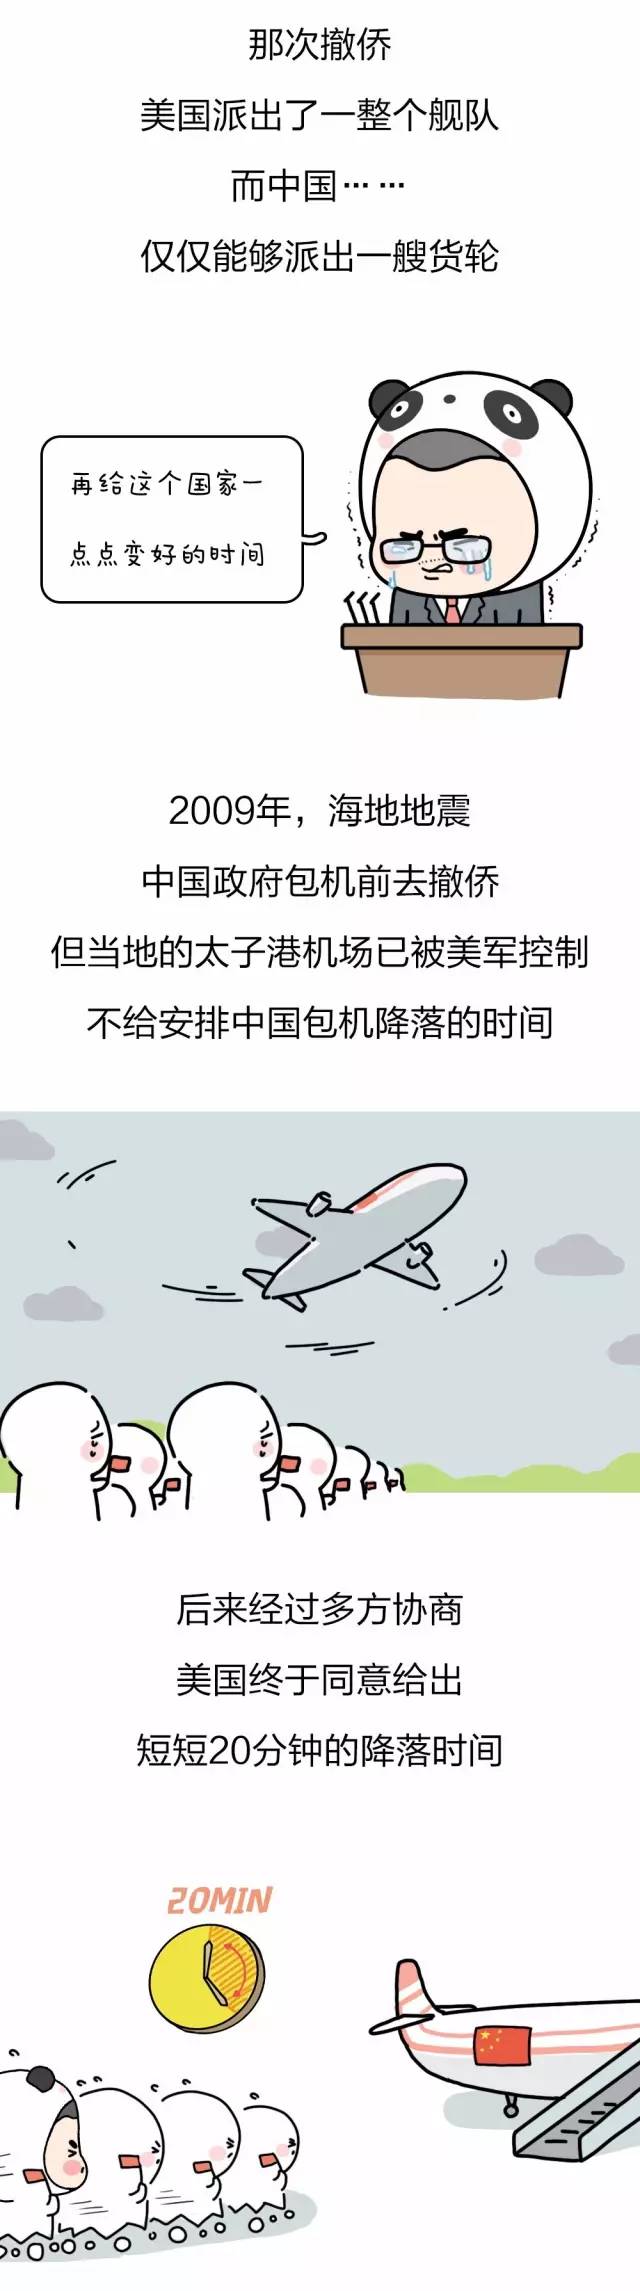 那次撤侨
美国派出了一整个舰队
而中国……
仅仅能够派出一艘货轮
再给这个国家一
点点变好的时间
2009年，海地地震
中国政府包机前去撤侨
但当地的太子港机场已被美军控制
不给安排中国包机降落的时间
后来经过多方协商
美国终于同意给出
短短20分钟的降落时间
20MIN